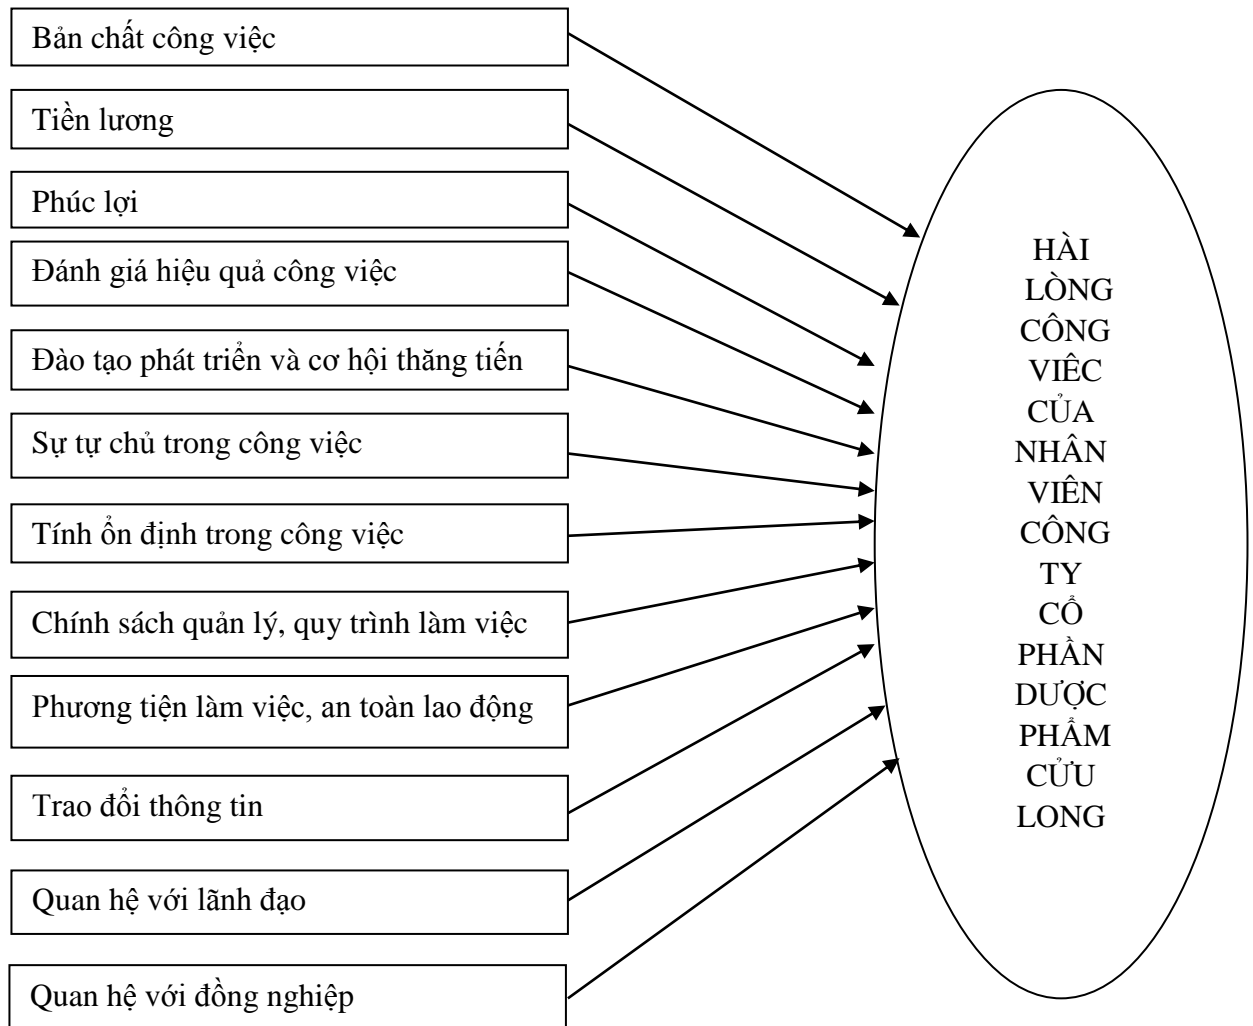 Bản chất công việc
Tiền lương
Phúc lợi
Đánh giá hiệu quả công việc
Đào tạo phát triển và cơ hội thăng tiến
Sự tự chủ trong công việc
Tính ổn định trong công việc
Chính sách quản lý, quy trình làm việc
Phương tiện làm việc, an toàn lao động
Trao đổi thông tin
Quan hệ với lãnh đạo
Quan hệ với đồng nghiệp
HÀI
LÒNG
CÔNG
VIÊC
CỦA
NHÂN
VIÊN
CÔNG
TY
CỔ
PHẦN
DƯỢC
PHẨM
CỬU
LONG